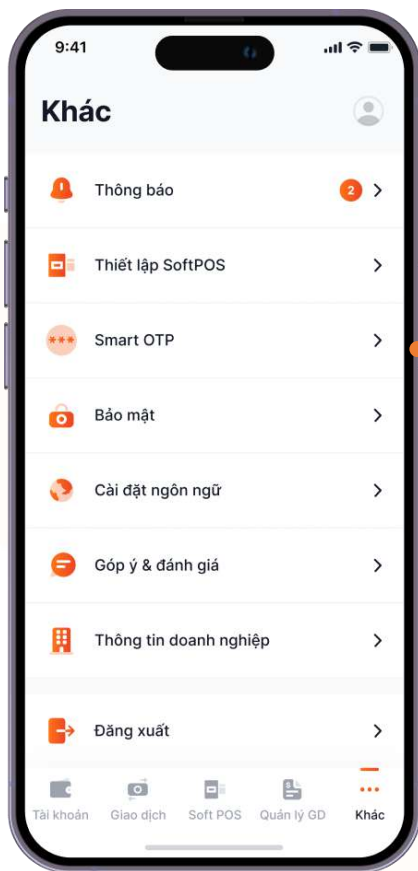 9:41
Khác
Thông báo
2
Thiết lập SoftPOS
***
Smart OTP
Bảo mật
Cài đặt ngôn ngữ
Góp ý & đánh giá
Thông tin doanh nghiệp
Đăng xuất
Tài khoản
Giao dịch
Soft POS
Quản lý GD
Khác